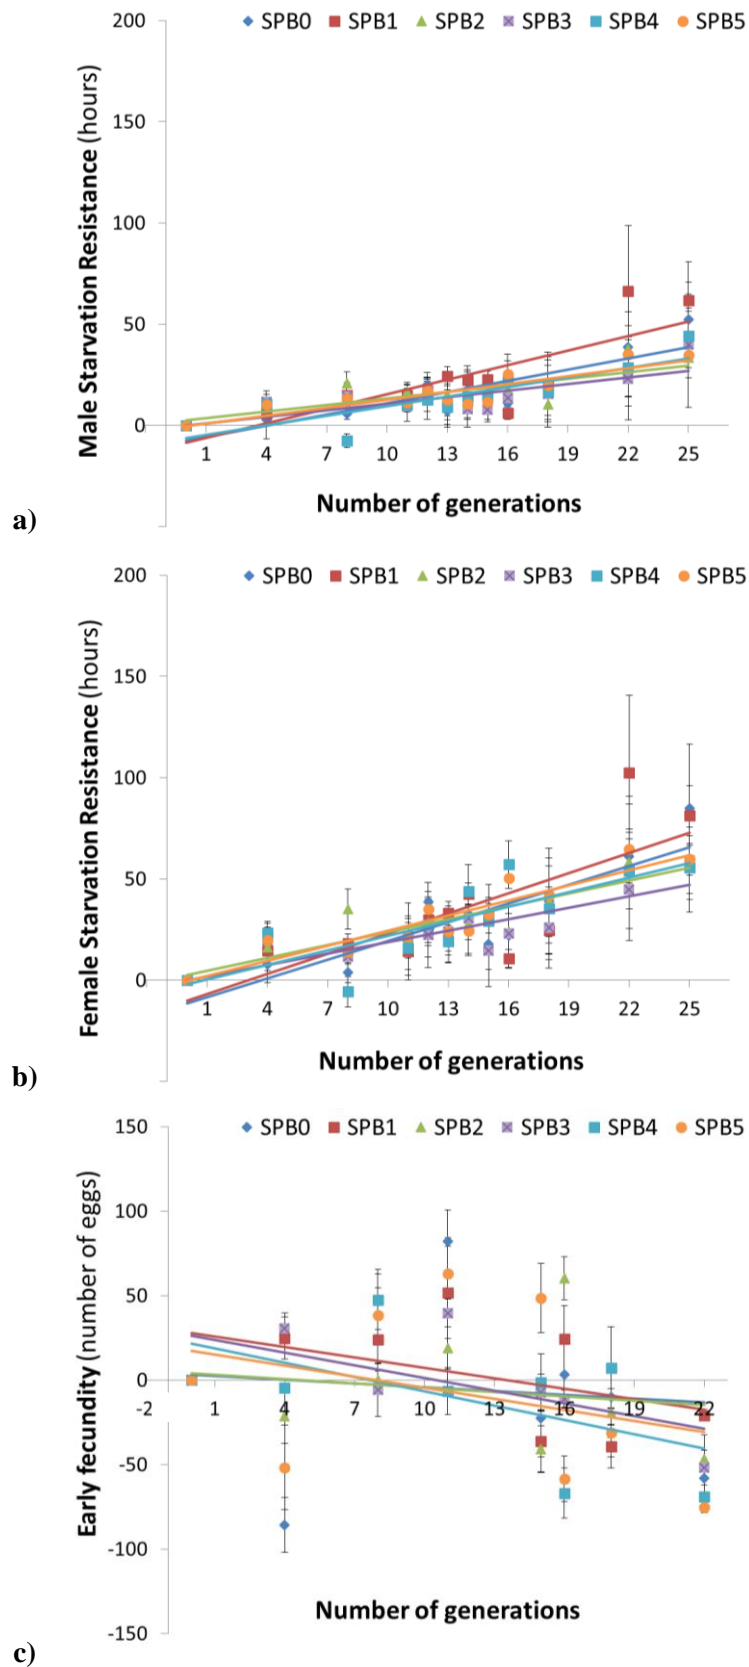 200
SPB0 SPB1 SPB2 SPB3 SPB4 SPB5
150
100
50
0
Male Starvation Resistance (hours)
1 4 7 10 13 16 19 22 25
Number of generations
a)
200
SPB0 SPB1 SPB2 SPB3 SPB4 SPB5
150
100
50
0
Female Starvation Resistance (hours)
1 4 7 10 13 16 19 22 25
Number of generations
b)
150
SPB0 SPB1 SPB2 SPB3 SPB4 SPB5
100
50
0
Early fecundity (number of eggs)
-2 1 4 7 10 13 16 19 22
-50
-100
-150
Number of generations
c)